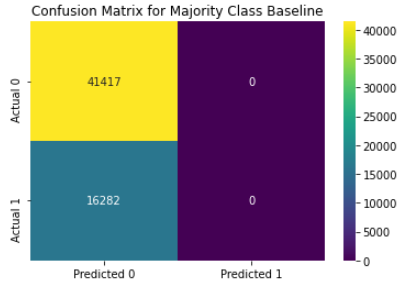 Confusion Matrix for Majority Class Baseline
Actual 0
41417
0
Actual 1
16282
0
Predicted 0
Predicted 1
40000
35000
30000
25000
20000
15000
10000
5000
0